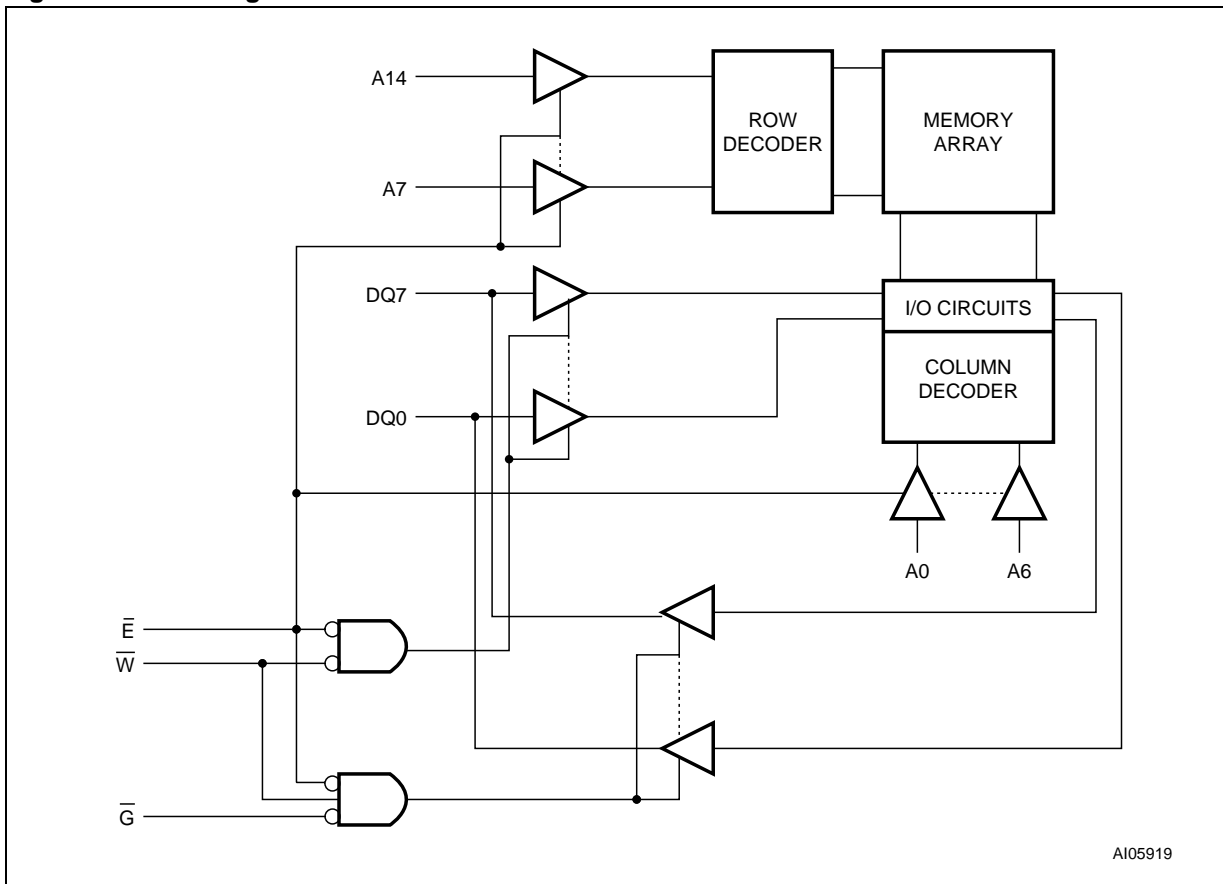 A14
ROW
DECODER
MEMORY
ARRAY
A7
DQ7
I/O CIRCUITS
COLUMN
DECODER
DQ0
A0
A6
E̅
W̅
G̅
AI05919